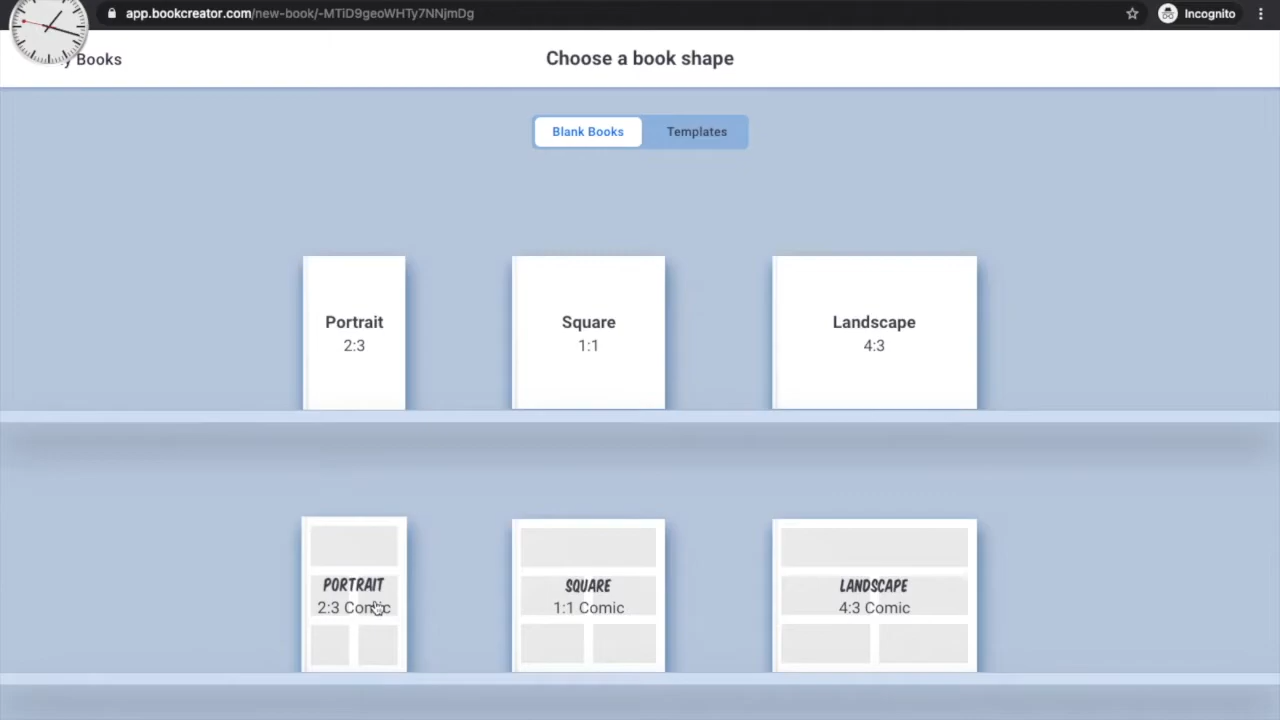 app.bookcreator.com/new-book/-MTiD9geoWHTy7NNjmDg
Incognito
y Books
Choose a book shape
Blank Books
Templates
Portrait
2:3
Square
1:1
Landscape
4:3
PORTRAIT
2:3 Comic
SQUARE
1:1 Comic
LANDSCAPE
4:3 Comic